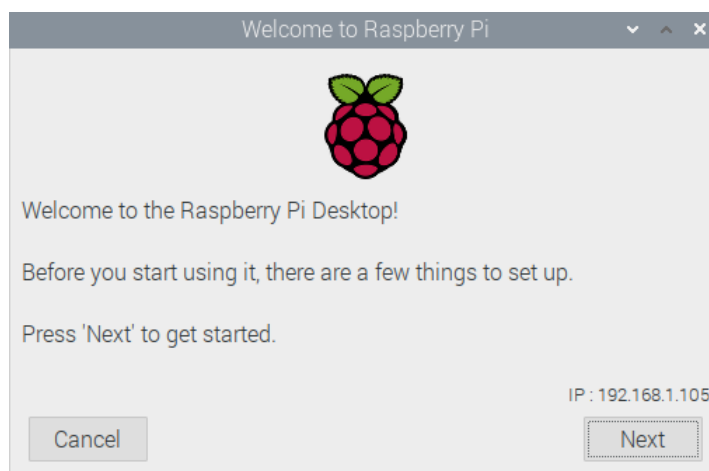 Welcome to Raspberry Pi
Welcome to the Raspberry Pi Desktop!
Before you start using it, there are a few things to set up.
Press 'Next' to get started.
IP : 192.168.1.105
Cancel
Next